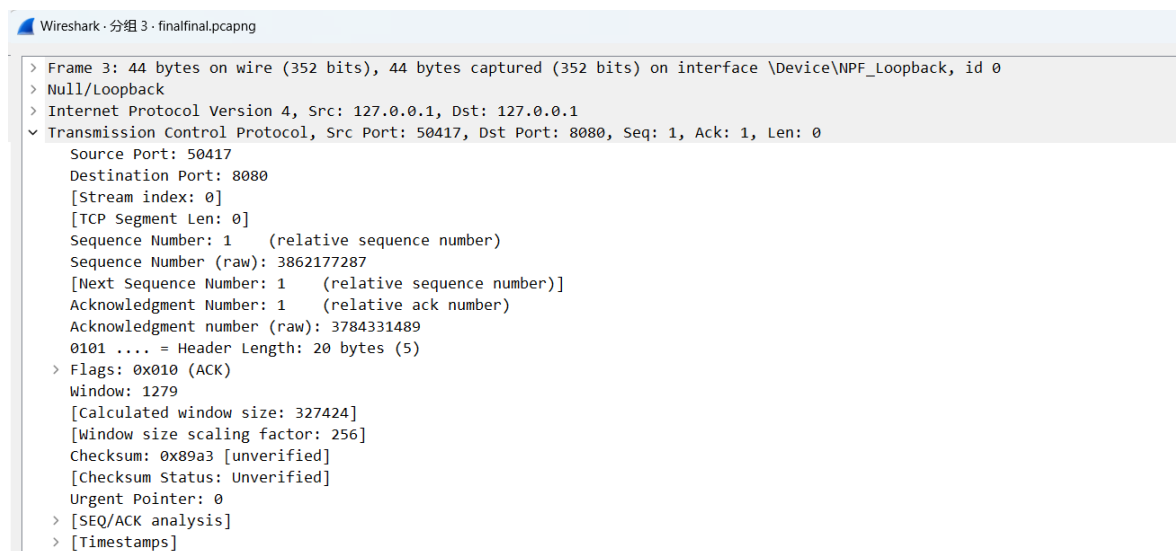 Wireshark · 分组 3 · finalfinal.pcapng
> Frame 3: 44 bytes on wire (352 bits), 44 bytes captured (352 bits) on interface \Device\NPF_Loopback, id 0
> Null/Loopback
> Internet Protocol Version 4, Src: 127.0.0.1, Dst: 127.0.0.1
Transmission Control Protocol, Src Port: 50417, Dst Port: 8080, Seq: 1, Ack: 1, Len: 0
Source Port: 50417
Destination Port: 8080
[Stream index: 0]
[TCP Segment Len: 0]
Sequence Number: 1    (relative sequence number)
Sequence Number (raw): 3862177287
[Next Sequence Number: 1    (relative sequence number)]
Acknowledgment Number: 1    (relative ack number)
Acknowledgment number (raw): 3784331489
0101 .... = Header Length: 20 bytes (5)
> Flags: 0x010 (ACK)
Window: 1279
[Calculated window size: 327424]
[Window size scaling factor: 256]
Checksum: 0x89a3 [unverified]
[Checksum Status: Unverified]
Urgent Pointer: 0
> [SEQ/ACK analysis]
> [Timestamps]